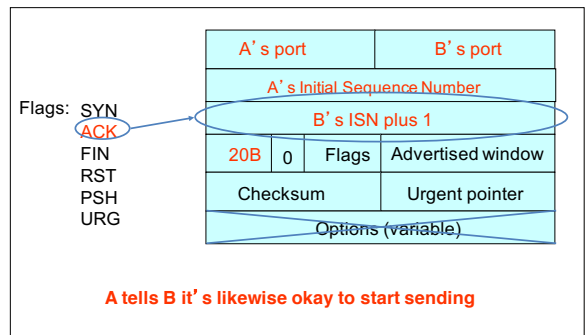 A's port B's port
A's Initial Sequence Number
Flags: SYN
B's ISN plus 1
ACK
FIN
20B 0 Flags Advertised window
RST
PSH
Checksum Urgent pointer
URG
Options (variable)
A tells B it's likewise okay to start sending